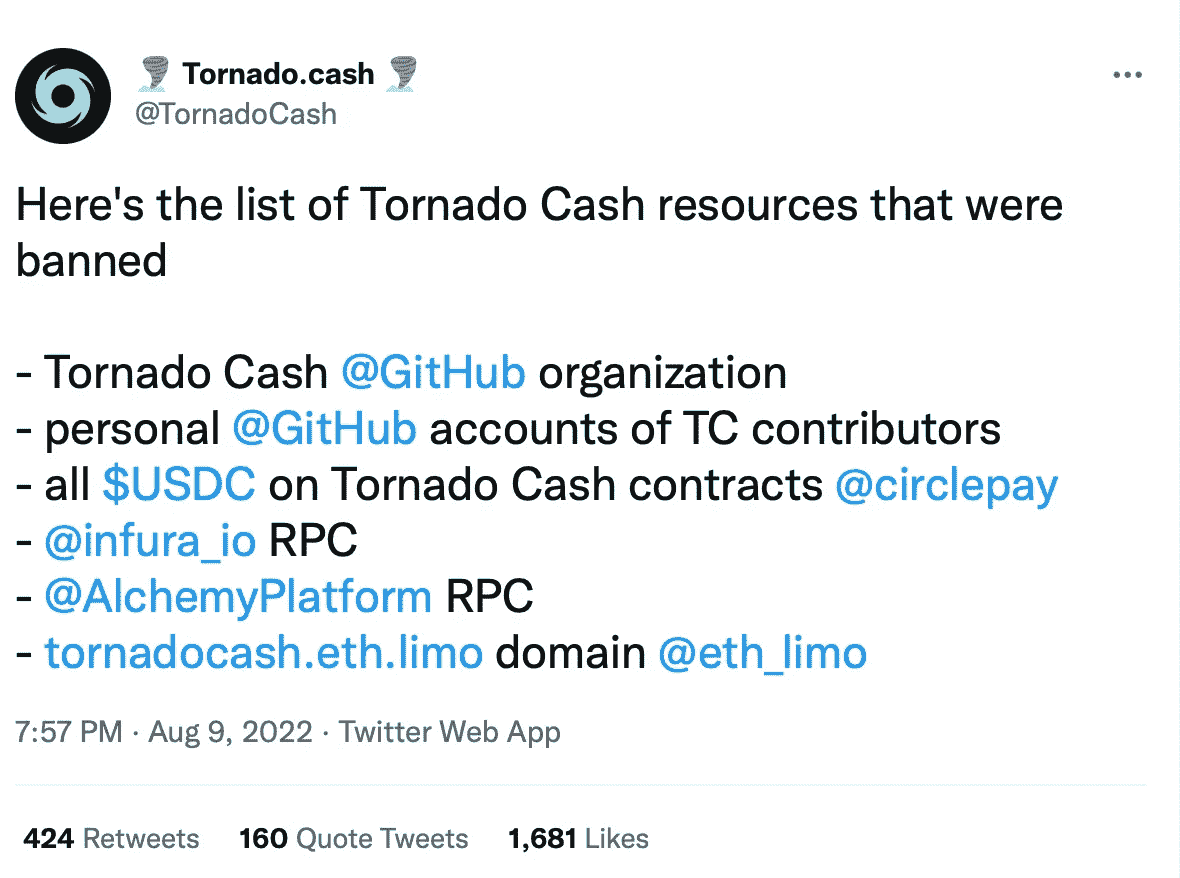 🌪️ Tornado.cash 🌪️
@TornadoCash
Here's the list of Tornado Cash resources that were
banned
- Tornado Cash @GitHub organization
- personal @GitHub accounts of TC contributors
- all $USDC on Tornado Cash contracts @circlepay
- @infura_io RPC
- @AlchemyPlatform RPC
- tornadocash.eth.limo domain @eth_limo
7:57 PM · Aug 9, 2022 · Twitter Web App
424 Retweets 160 Quote Tweets 1,681 Likes